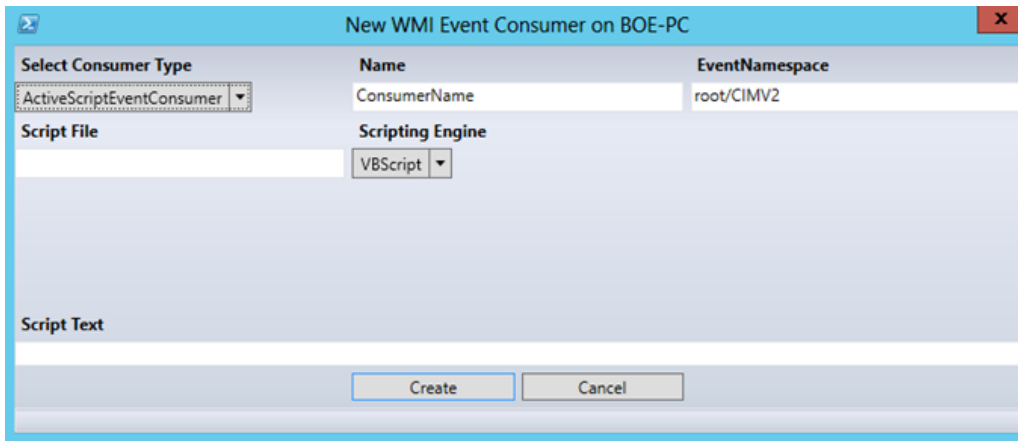 New WMI Event Consumer on BOE-PC
x
Select Consumer Type Name EventNamespace
ActiveScriptEventConsumer ConsumerName root/CIMV2
Script File Scripting Engine
VBScript
Script Text
Create Cancel